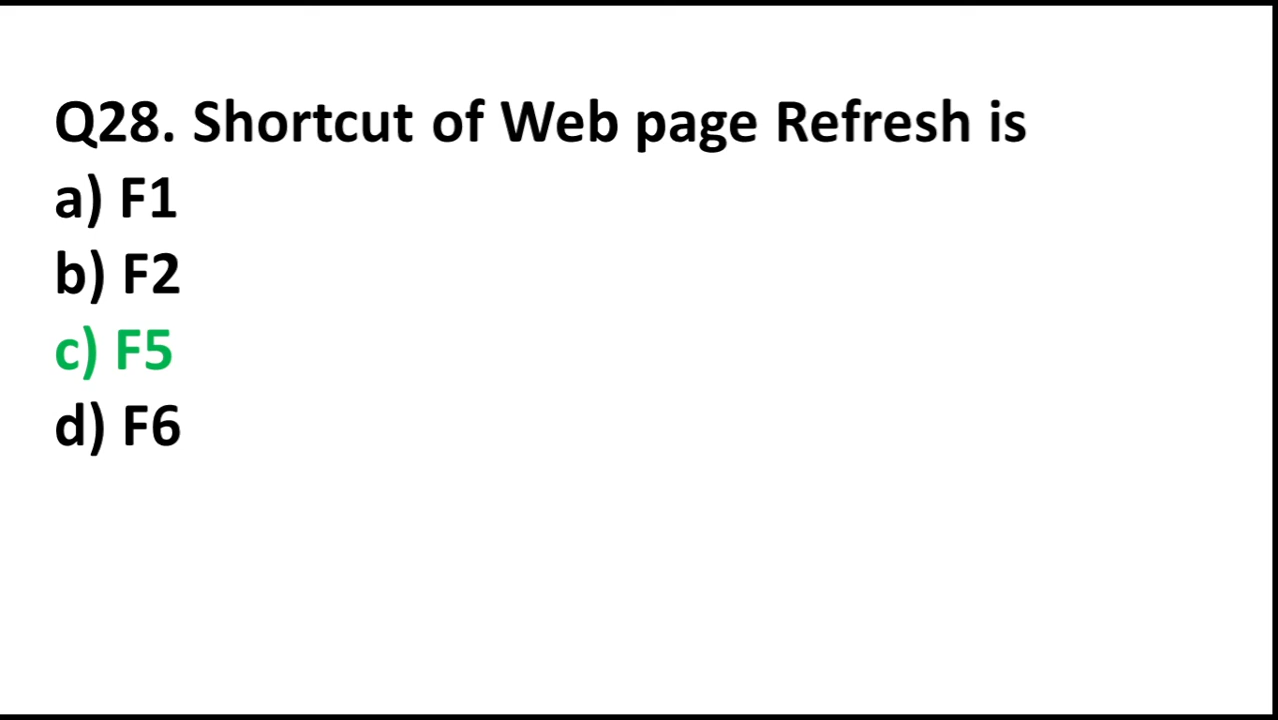 Q28. Shortcut of Web page Refresh is
a) F1
b) F2
c) F5
d) F6